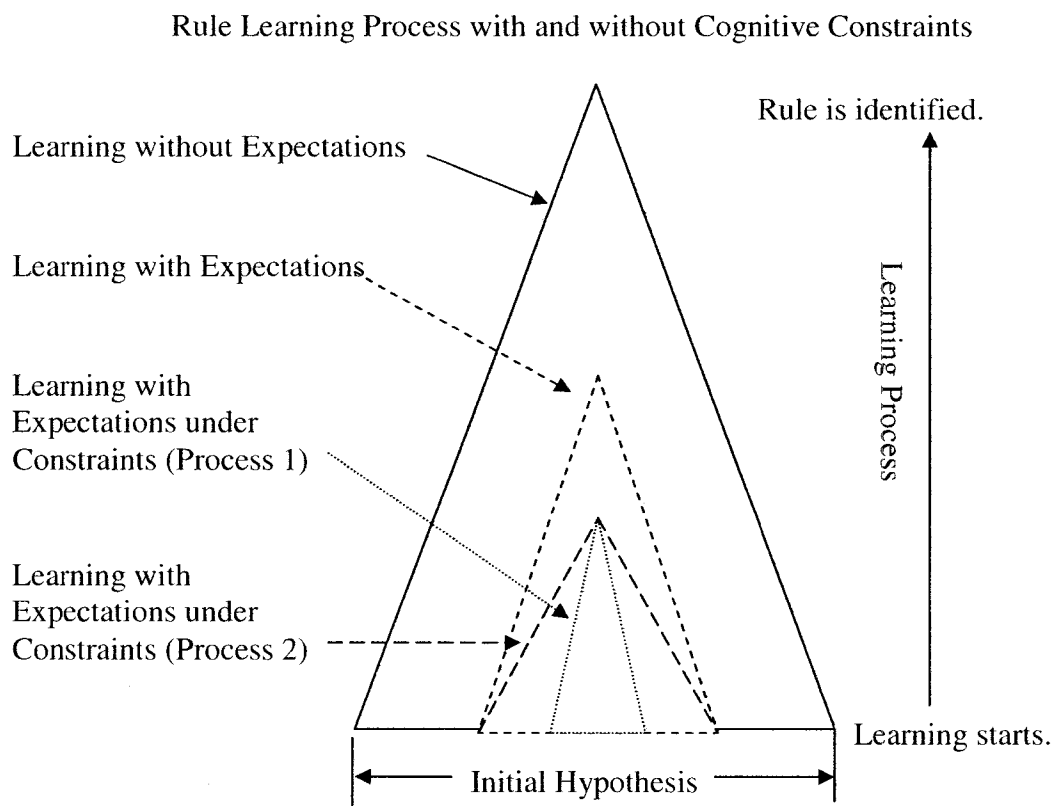 Rule Learning Process with and without Cognitive Constraints
Rule is identified.
Learning without Expectations
Learning with Expectations
Learning Process
Learning with
Expectations under
Constraints (Process 1)
Learning with
Expectations under
Constraints (Process 2)
Learning starts.
Initial Hypothesis